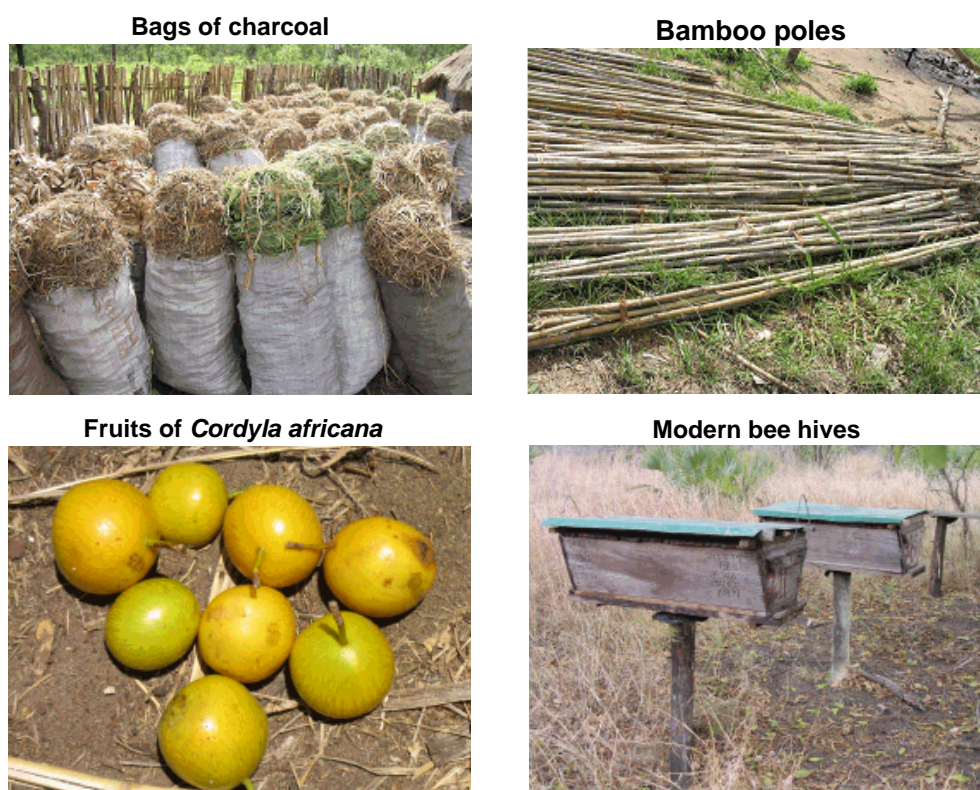 Bags of charcoal
Bamboo poles
Fruits of Cordyla africana
Modern bee hives